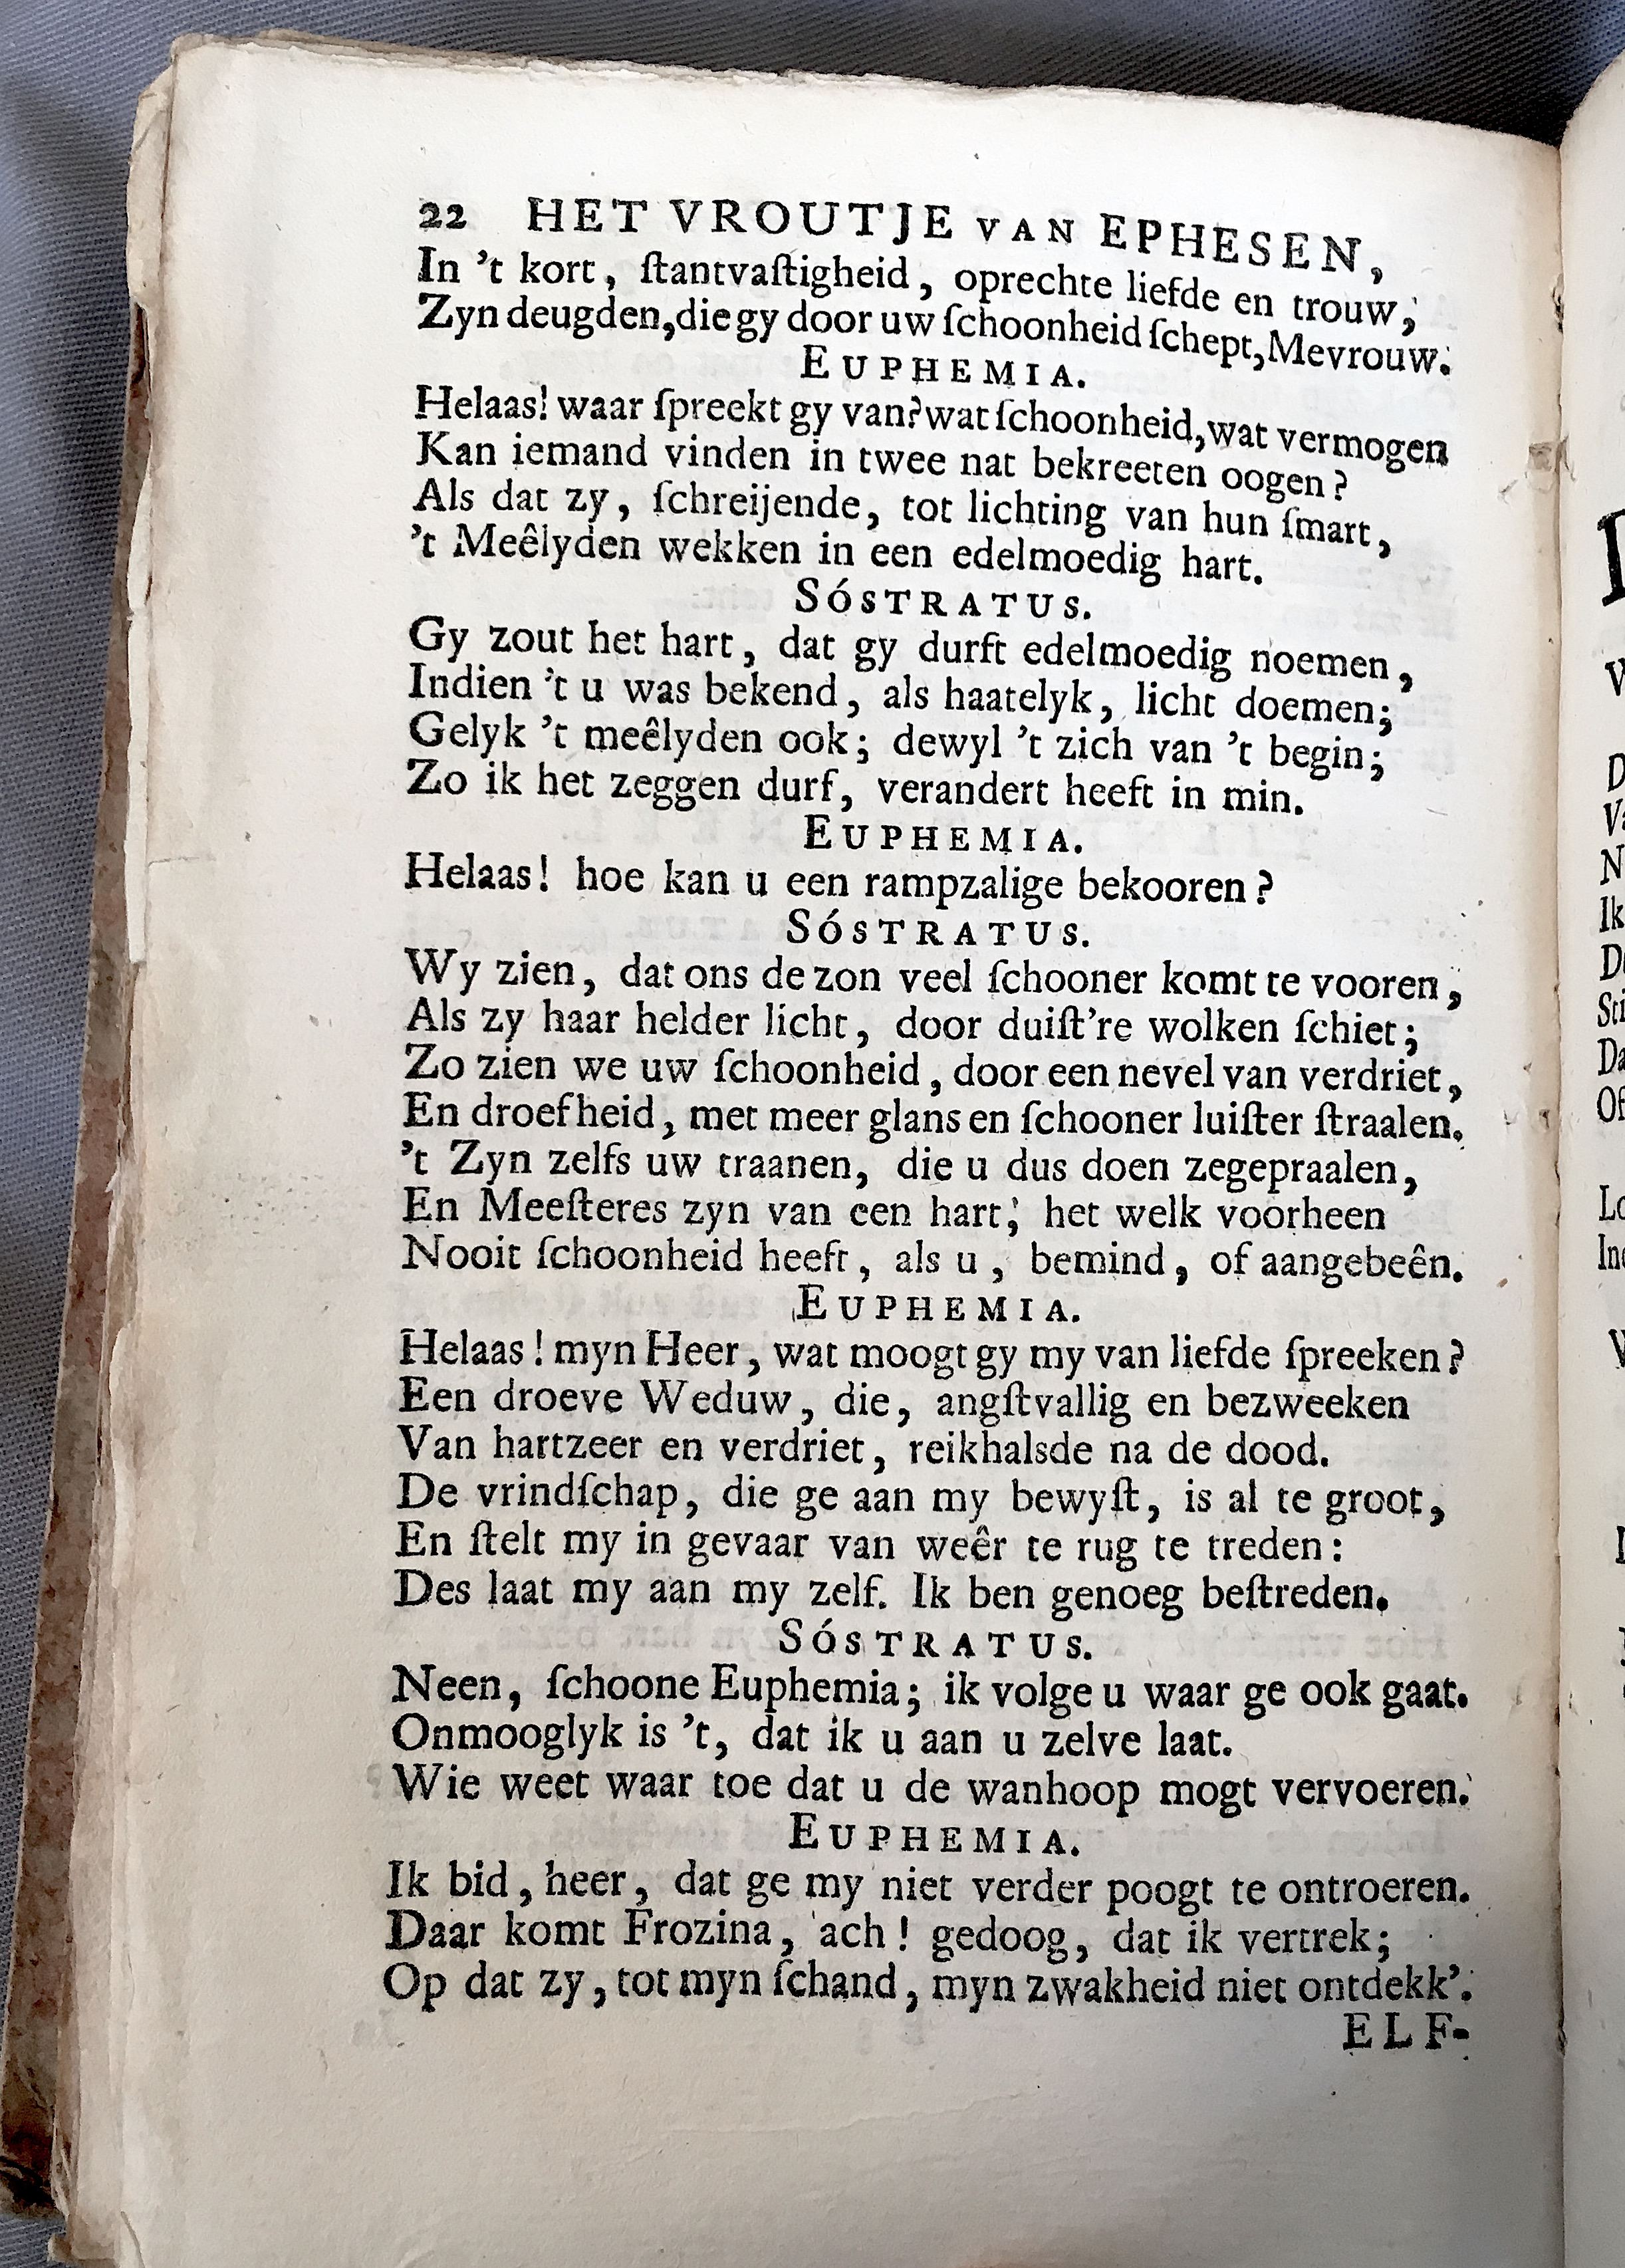 22 HET VROUTJE VAN EPHESEN,
In 't kort, ſtantvaſtigheid, oprechte liefde en trouw,
Zyn deugden, die gy door uw ſchoonheid ſchept, Mevrouw.
EUPHEMIA.
Helaas! waar ſpreekt gy van? wat ſchoonheid, wat vermogen
Kan iemand vinden in twee nat bekreeten oogen?
Als dat zy, ſchreijende, tot lichting van hun ſmart,
't Meêlyden wekken in een edelmoedig hart.
SÓSTRATUS.
Gy zout het hart, dat gy durft edelmoedig noemen,
Indien 't u was bekend, als haatelyk, licht doemen;
Gelyk 't meêlyden ook; dewyl 't zich van 't begin;
Zo ik het zeggen durf, verandert heeft in min.
EUPHEMIA.
Helaas! hoe kan u een rampzalige bekooren?
SÓSTRATUS.
Wy zien, dat ons de zon veel ſchooner komt te vooren,
Als zy haar helder licht, door duiſt're wolken ſchiet;
Zo zien we uw ſchoonheid, door een nevel van verdriet,
En droefheid, met meer glans en ſchooner luiſter ſtraalen.
't Zyn zelfs uw traanen, die u dus doen zegepraalen,
En Meeſteres zyn van een hart, het welk voorheen
Nooit ſchoonheid heeft, als u, bemind, of aangebeên.
EUPHEMIA.
Helaas! myn Heer, wat moogt gy my van liefde ſpreeken?
Een droeve Weduw, die, angſtvallig en bezweeken
Van hartzeer en verdriet, reikhalsde na de dood.
De vrindſchap, die ge aan my bewyſt, is al te groot,
En ſtelt my in gevaar van weêr te rug te treden:
Des laat my aan my zelf. Ik ben genoeg beſtreden.
SÓSTRATUS.
Neen, ſchoone Euphemia; ik volge u waar ge ook gaat.
Onmooglyk is 't, dat ik u aan u zelve laat.
Wie weet waar toe dat u de wanhoop mogt vervoeren.
EUPHEMIA.
Ik bid, heer, dat ge my niet verder poogt te ontroeren.
Daar komt Frozina, ach! gedoog, dat ik vertrek;
Op dat zy, tot myn ſchand, myn zwakheid niet ontdekk'.
ELF-